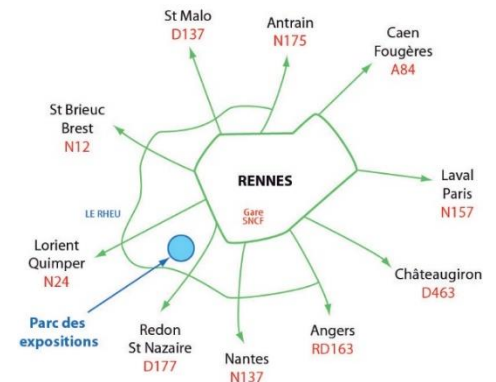 St Malo
D137
Antrain
N175
Caen
Fougères
A84
St Brieuc
Brest
N12
RENNES
Laval
Paris
N157
LE RHEU
Gare
SNCF
Lorient
Quimper
N24
Châteaugiron
D463
Parc des
expositions
Redon
St Nazaire
D177
Nantes
N137
Angers
RD163